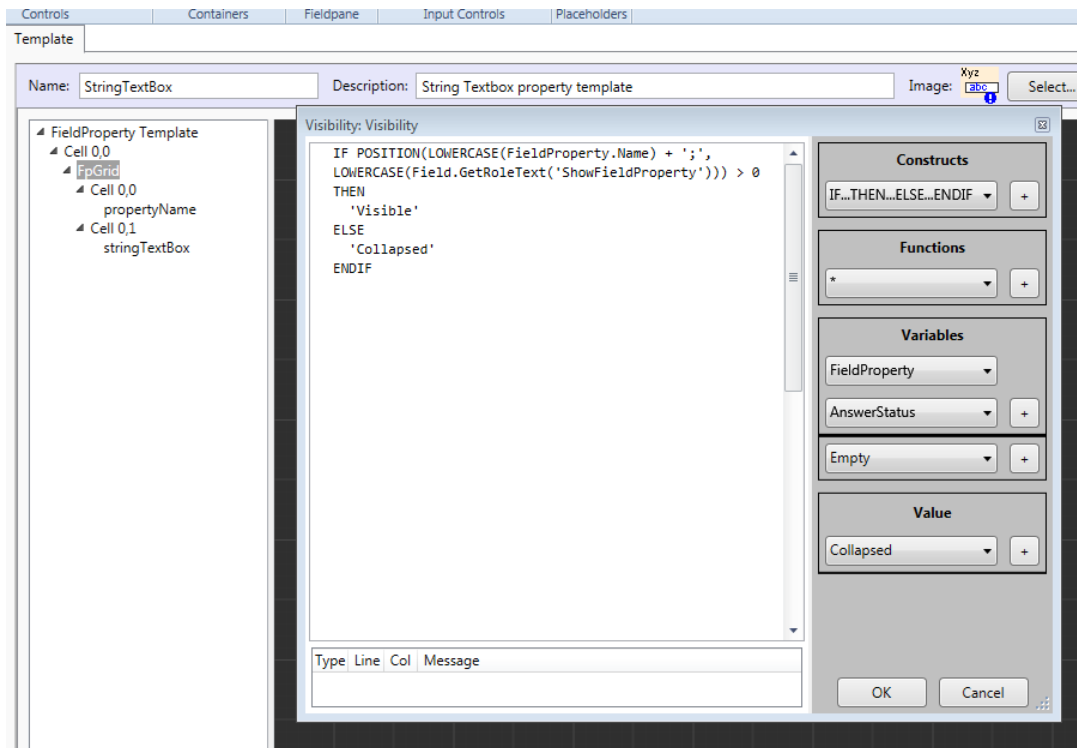 Controls Containers Fieldpane Input Controls Placeholders
Template
Name: StringTextBox Description: String Textbox property template Image: Xyz abc Select...
FieldProperty Template
Cell 0,0
FpGrid
Cell 0,0
propertyName
Cell 0,1
stringTextBox
Visibility: Visibility
IF POSITION(LOWERCASE(FieldProperty.Name) + ';',
LOWERCASE(Field.GetRoleText('ShowFieldProperty'))) > 0
THEN
'Visible'
ELSE
'Collapsed'
ENDIF
Type Line Col Message
Constructs
IF...THEN...ELSE...ENDIF +
Functions
* +
Variables
FieldProperty
AnswerStatus +
Empty +
Value
Collapsed +
OK Cancel